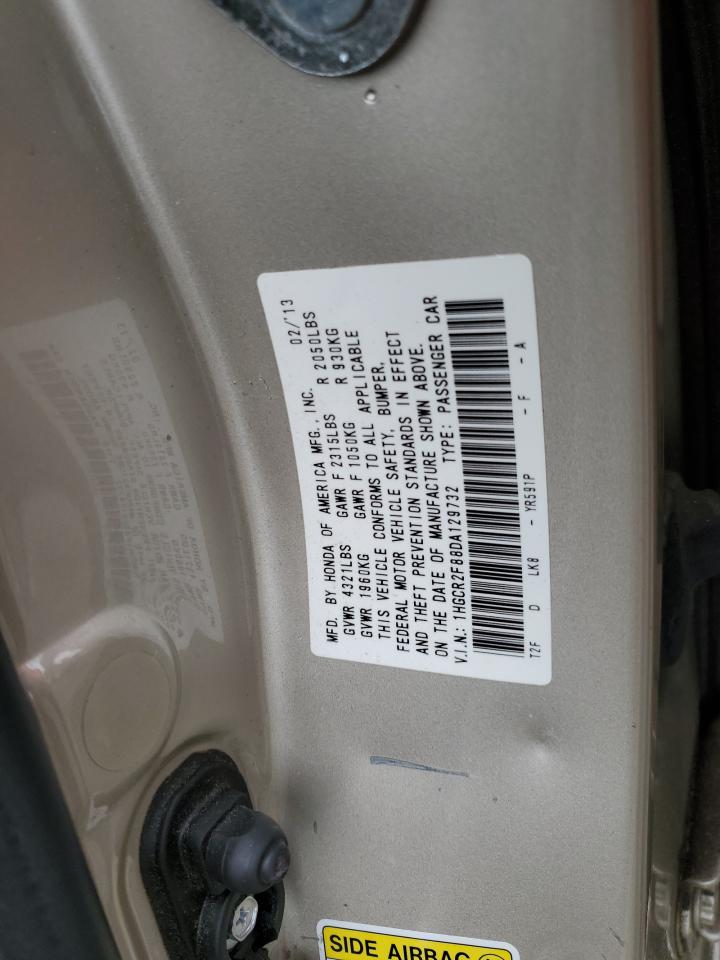 MFD. BY HONDA OF AMERICA MFG., INC. 02/'13
GVWR 4321LBS GAWR F 2315LBS R 2050LBS
GVWR 1960KG GAWR F 1050KG R 930KG
THIS VEHICLE CONFORMS TO ALL APPLICABLE
FEDERAL MOTOR VEHICLE SAFETY, BUMPER,
AND THEFT PREVENTION STANDARDS IN EFFECT
ON THE DATE OF MANUFACTURE SHOWN ABOVE.
V.I.N.: 1HGCR2F88DA129732 TYPE: PASSENGER CAR
T2F D LK8 - YR591P - F - A
SIDE AIRBAG